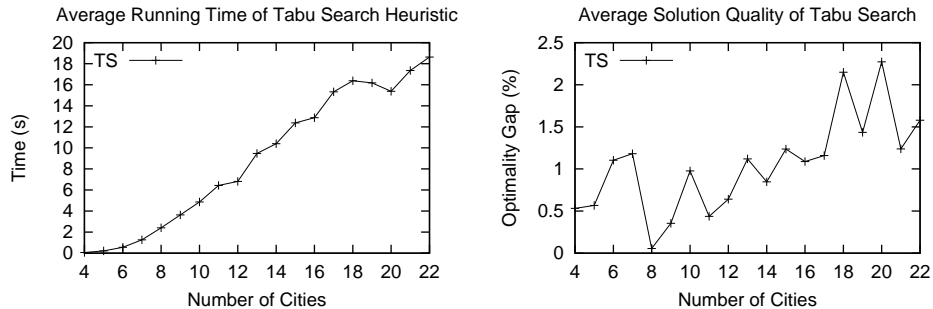 Average Running Time of Tabu Search Heuristic
20
18
16
14
12
10
8
6
4
2
0
TS
Time (s)
4 6 8 10 12 14 16 18 20 22
Number of Cities
Average Solution Quality of Tabu Search
2.5
2
1.5
1
0.5
0
TS
Optimality Gap (%)
4 6 8 10 12 14 16 18 20 22
Number of Cities